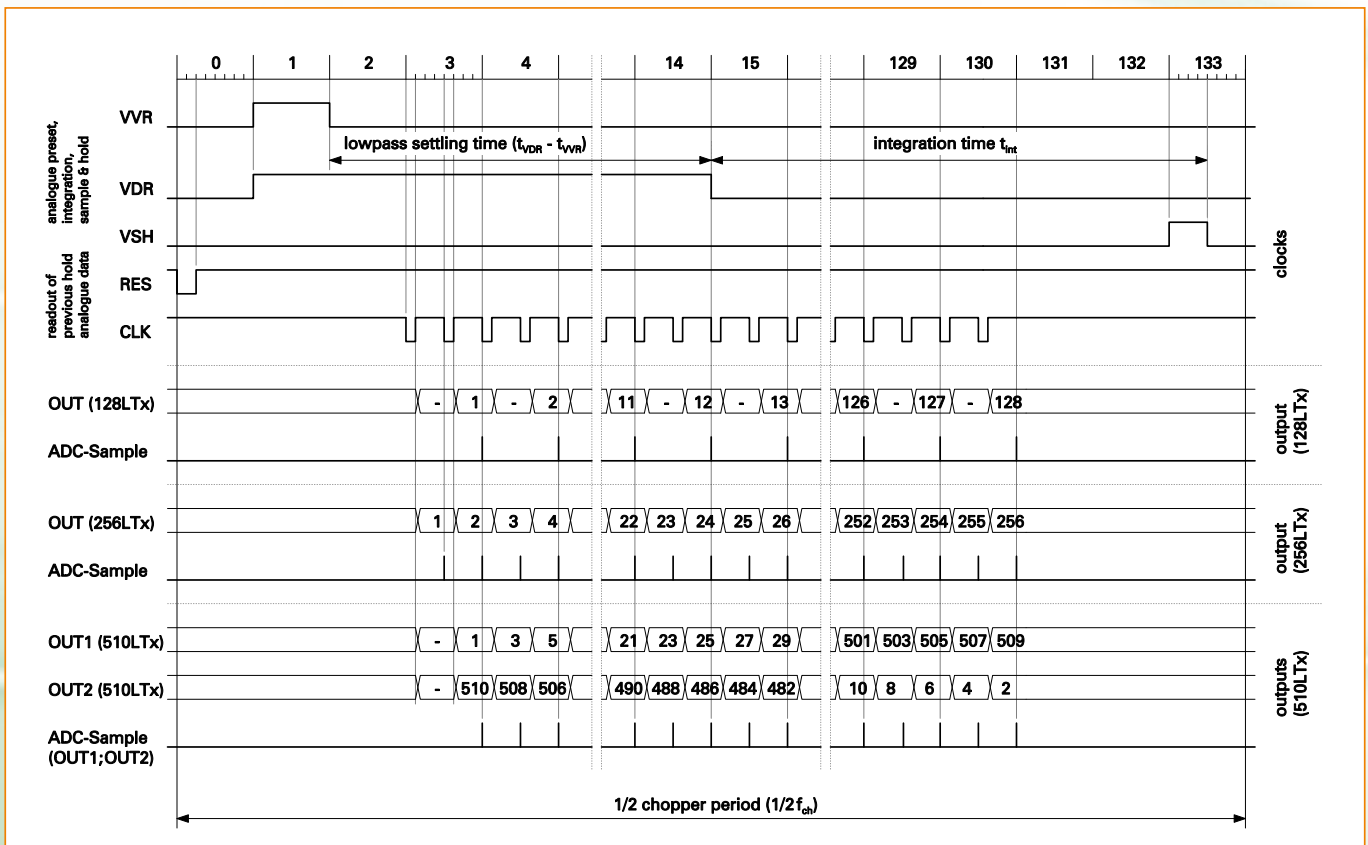 0 1 2 3 4 14 15 129 130 131 132 133
analogue preset,
integration,
sample & hold
VVR
lowpass settling time (tVDR - tVVR)
integration time tint
VDR
VSH
clocks
readout of
previous hold
analogue data
RES
CLK
OUT (128LTx) - 1 - 2 11 - 12 - 13 126 - 127 - 128
ADC-Sample
output
(128LTx)
OUT (256LTx) 1 2 3 4 22 23 24 25 26 252 253 254 255 256
ADC-Sample
output
(256LTx)
OUT1 (510LTx) - 1 3 5 21 23 25 27 29 501 503 505 507 509
OUT2 (510LTx) - 510 508 506 490 488 486 484 482 10 8 6 4 2
ADC-Sample
(OUT1;OUT2)
outputs
(510LTx)
1/2 chopper period (1/2fch)